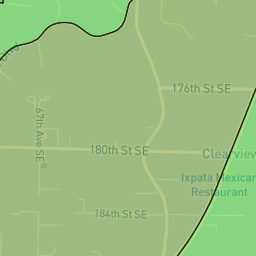 176th St SE
67th Ave SE
180th St SE
Clearview
Ixpata Mexican
Restaurant
184th St SE